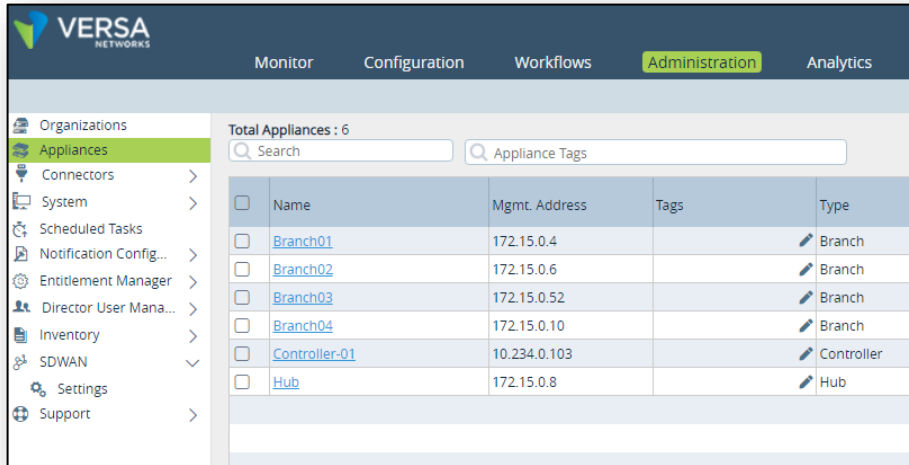 VERSA
NETWORKS
Monitor Configuration Workflows Administration Analytics
Organizations
Appliances
Connectors
System
Scheduled Tasks
Notification Config...
Entitlement Manager
Director User Mana...
Inventory
SDWAN
Settings
Support
Total Appliances : 6
Search Appliance Tags
Name Mgmt. Address Tags Type
Branch01 172.15.0.4 Branch
Branch02 172.15.0.6 Branch
Branch03 172.15.0.52 Branch
Branch04 172.15.0.10 Branch
Controller-01 10.234.0.103 Controller
Hub 172.15.0.8 Hub